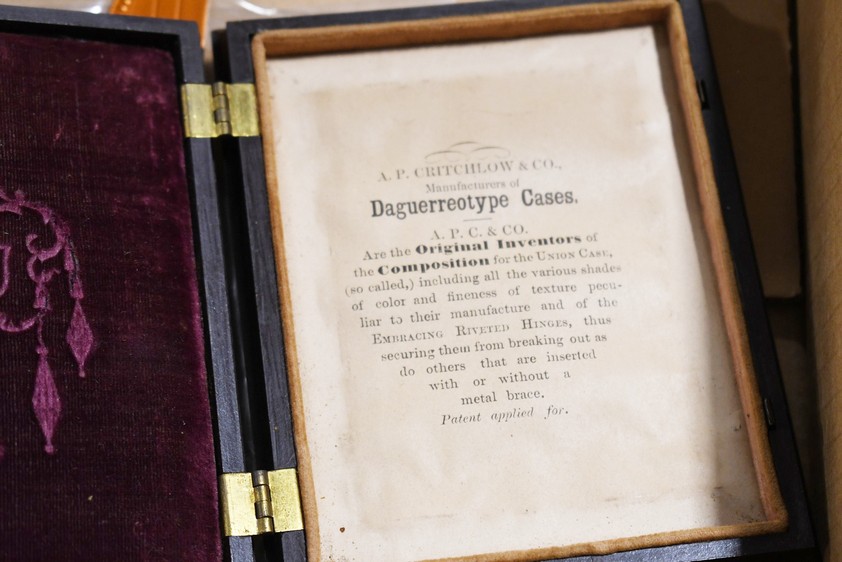 A. P. CRITCHLOW & CO.,
Manufacturers of
Daguerreotype Cases.
A. P. C. & CO.
Are the Original Inventors of
the Composition for the UNION CASE,
(so called,) including all the various shades
of color and fineness of texture pecu-
liar to their manufacture and of the
EMBRACING RIVETED HINGES, thus
securing them from breaking out as
do others that are inserted
with or without a
metal brace.
Patent applied for.